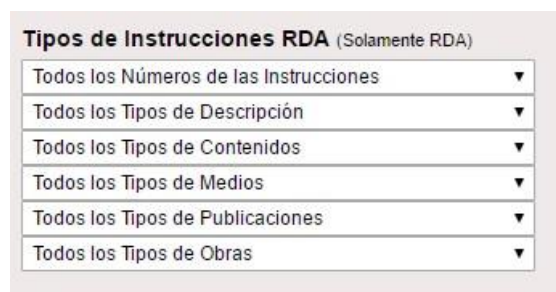 Tipos de Instrucciones RDA (Solamente RDA)
Todos los Números de las Instrucciones
Todos los Tipos de Descripción
Todos los Tipos de Contenidos
Todos los Tipos de Medios
Todos los Tipos de Publicaciones
Todos los Tipos de Obras